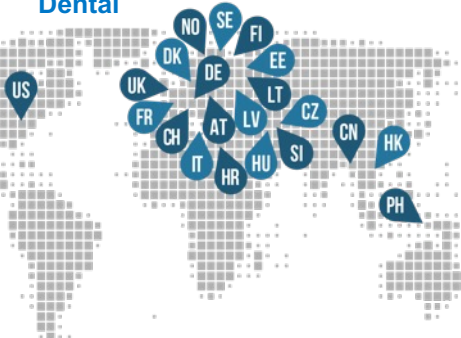 Dental
NO
SE
FI
DK
DE
EE
US
UK
LT
FR
CH
AT
LV
CZ
CN
HK
IT
HR
HU
SI
PH